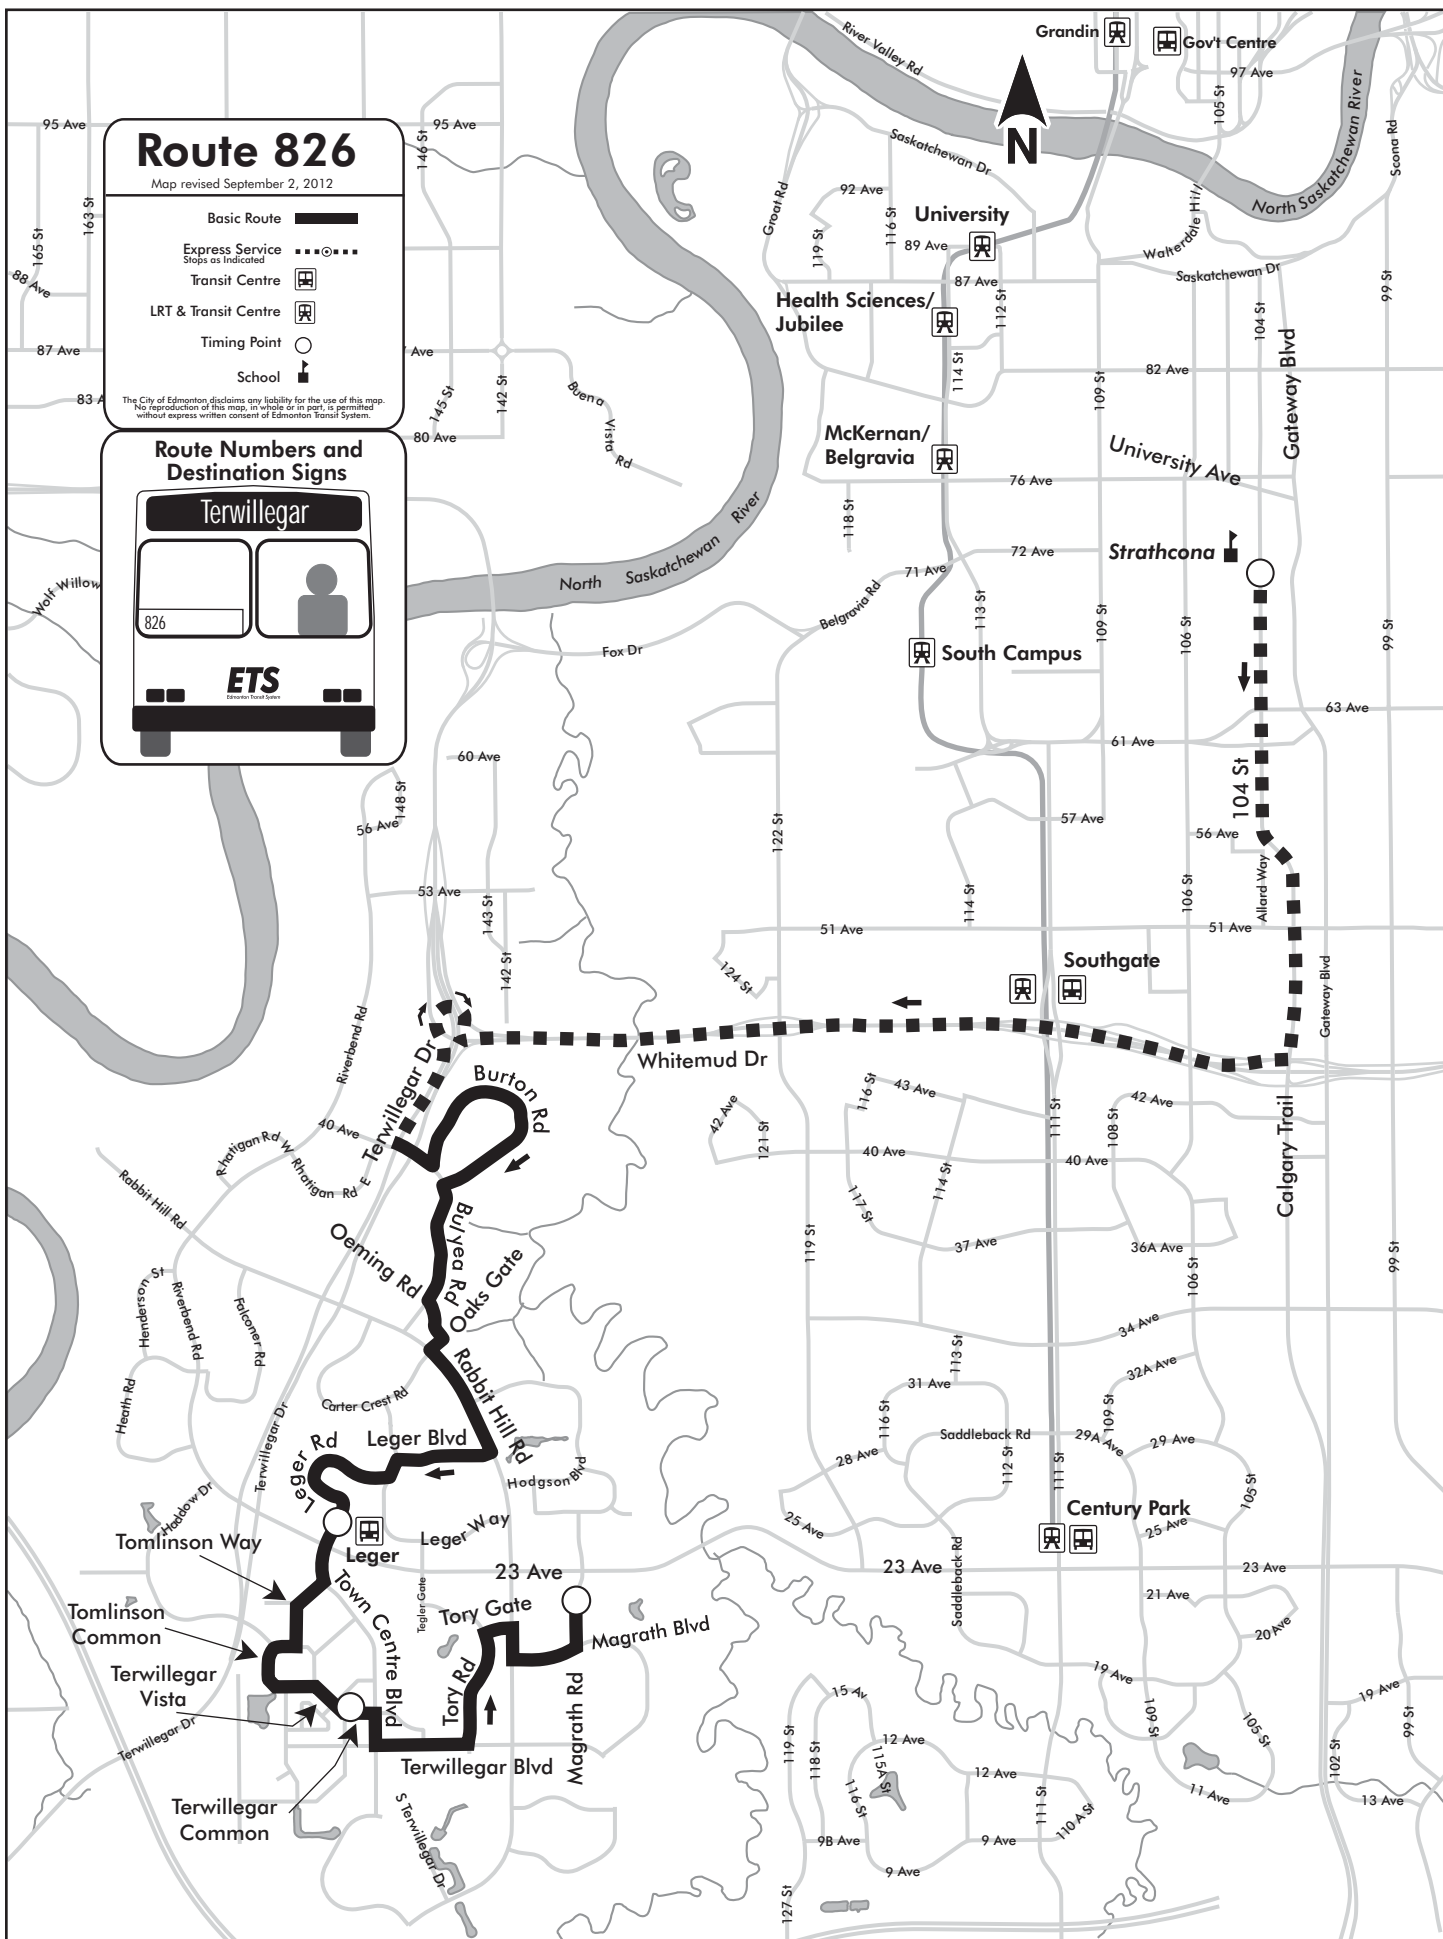 Route 826
Map revised September 2, 2012
Basic Route
Express Service
Stops as Indicated
Transit Centre
LRT & Transit Centre
Timing Point
School
The City of Edmonton disclaims any liability for the use of this map.
No reproduction of this map, in whole or in part, is permitted
without express written consent of Edmonton Transit System.
Route Numbers and
Destination Signs
Terwillegar
826
ETS
Edmonton Transit System
N
Grandin
Gov't Centre
River Valley Rd
97 Ave
105 St
North Saskatchewan River
Scona Rd
95 Ave
95 Ave
146 St
163 St
165 St
88 Ave
87 Ave
Ave
83 A
145 St
142 St
80 Ave
Buena
Vista
Rd
Saskatchewan Dr
Groat Rd
92 Ave
119 St
116 St
University
89 Ave
87 Ave
Walterdale Hill
Saskatchewan Dr
99 St
Health Sciences/
Jubilee
112 St
104 St
Gateway Blvd
114 St
109 St
82 Ave
McKernan/
Belgravia
University Ave
76 Ave
118 St
Strathcona
72 Ave
71 Ave
Wolf Willow
North Saskatchewan River
Belgravia Rd
113 St
109 St
106 St
99 St
Fox Dr
South Campus
63 Ave
61 Ave
60 Ave
148 St
56 Ave
104 St
122 St
57 Ave
56 Ave
53 Ave
143 St
114 St
106 St
Allard Way
51 Ave
51 Ave
142 St
124 St
Southgate
Gateway Blvd
Riverbend Rd
Terwillegar Dr
Whitemud Dr
Burton Rd
40 Ave
42 Ave
121 St
116 St
43 Ave
111 St
108 St
42 Ave
Calgary Trail
Rhatigan Rd W
Rhatigan Rd E
40 Ave
40 Ave
Rabbit Hill Rd
117 St
114 St
Bulyea Rd
Oeming Rd
Oaks Gate
119 St
37 Ave
36A Ave
106 St
99 St
Henderson St
Riverbend Rd
Falconer Rd
34 Ave
113 St
32A Ave
Heath Rd
Carter Crest Rd
Rabbit Hill Rd
31 Ave
116 St
109 St
Terwillegar Dr
Leger Rd
Leger Blvd
Saddleback Rd
29A Ave
29 Ave
28 Ave
112 St
111 St
Hodgson Blvd
105 St
Haddow Dr
Century Park
25 Ave
25 Ave
Tomlinson Way
Leger
Leger Way
23 Ave
23 Ave
23 Ave
Saddleback Rd
Tegler Gate
Tomlinson
Common
Town Centre Blvd
Tory Gate
Magrath Blvd
21 Ave
20 Ave
Terwillegar
Vista
Tory Rd
Magrath Rd
19 Ave
19 Ave
15 Av
109 St
105 St
99 St
Terwillegar Dr
Terwillegar Blvd
119 St
118 St
12 Ave
115A St
116 St
12 Ave
102 St
11 Ave
13 Ave
Terwillegar
Common
S Terwillegar Dr
111 St
110 A St
9B Ave
9 Ave
9 Ave
127 St